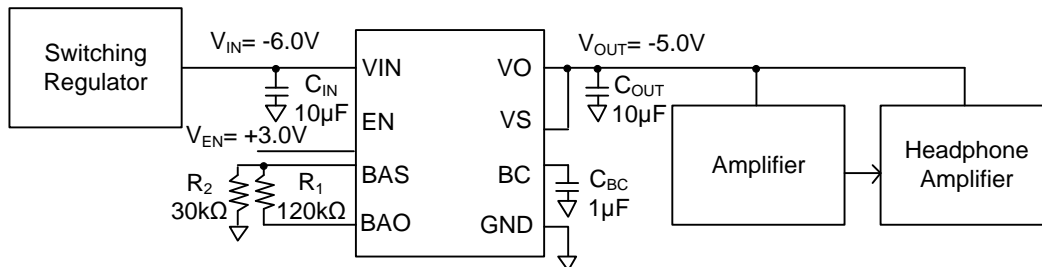 Switching
Regulator
V_IN= -6.0V
C_IN
10µF
V_EN= +3.0V
R_2
30kΩ
R_1
120kΩ
VIN
EN
BAS
BAO
VO
VS
BC
GND
V_OUT= -5.0V
C_OUT
10µF
C_BC
1µF
Amplifier
Headphone
Amplifier